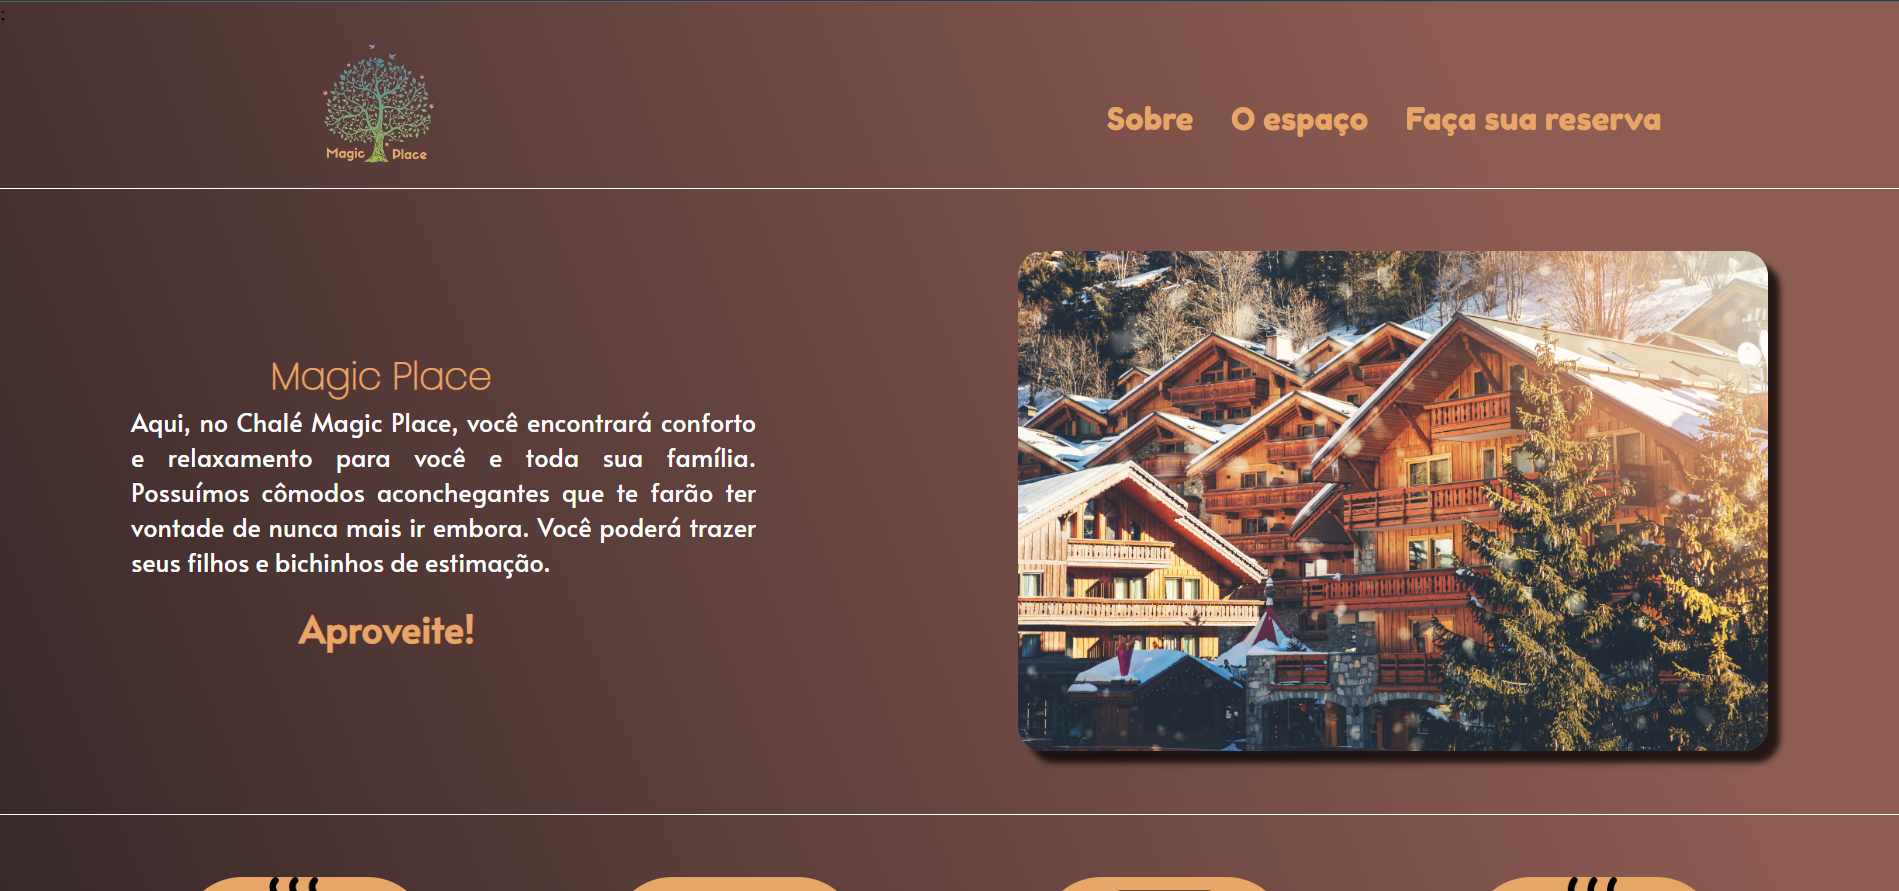 ;
Magic Place
Sobre O espaço Faça sua reserva
Magic Place
Aqui, no Chalé Magic Place, você encontrará conforto
e relaxamento para você e toda sua família.
Possuímos cômodos aconchegantes que te farão ter
vontade de nunca mais ir embora. Você poderá trazer
seus filhos e bichinhos de estimação.
Aproveite!